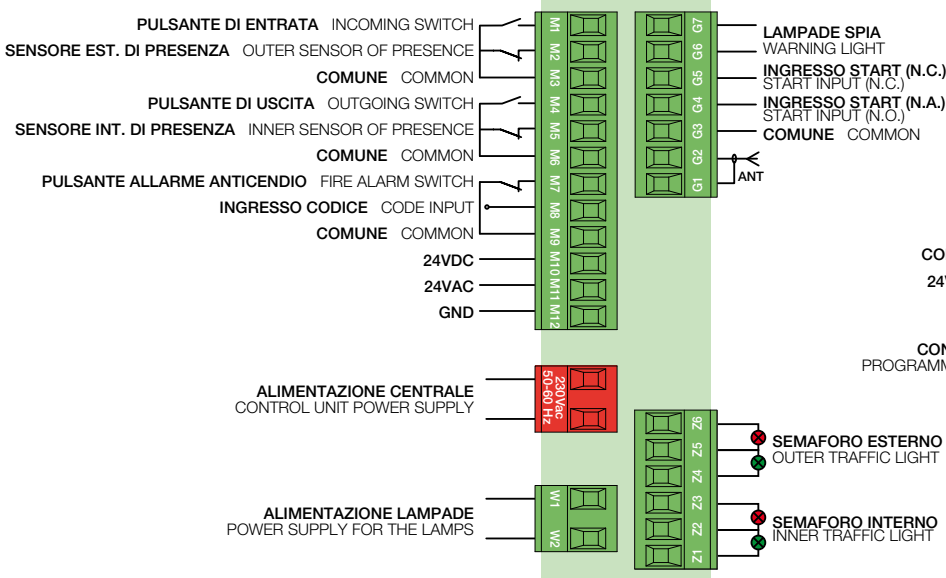 PULSANTE DI ENTRATA INCOMING SWITCH
SENSORE EST. DI PRESENZA OUTER SENSOR OF PRESENCE
COMUNE COMMON
PULSANTE DI USCITA OUTGOING SWITCH
SENSORE INT. DI PRESENZA INNER SENSOR OF PRESENCE
COMUNE COMMON
PULSANTE ALLARME ANTICENDIO FIRE ALARM SWITCH
INGRESSO CODICE CODE INPUT
COMUNE COMMON
24VDC
24VAC
GND
M1
M2
M3
M4
M5
M6
M7
M8
M9
M10
M11
M12
G7
G6
G5
G4
G3
G2
G1
LAMPADE SPIA
WARNING LIGHT
INGRESSO START (N.C.)
START INPUT (N.C.)
INGRESSO START (N.A.)
START INPUT (N.O.)
COMUNE COMMON
ANT
CO
24V
CON
PROGRAMM
ALIMENTAZIONE CENTRALE
CONTROL UNIT POWER SUPPLY
230Vac
50-60 Hz
ALIMENTAZIONE LAMPADE
POWER SUPPLY FOR THE LAMPS
W1
W2
Z6
Z5
Z4
Z3
Z2
Z1
SEMAFORO ESTERNO
OUTER TRAFFIC LIGHT
SEMAFORO INTERNO
INNER TRAFFIC LIGHT